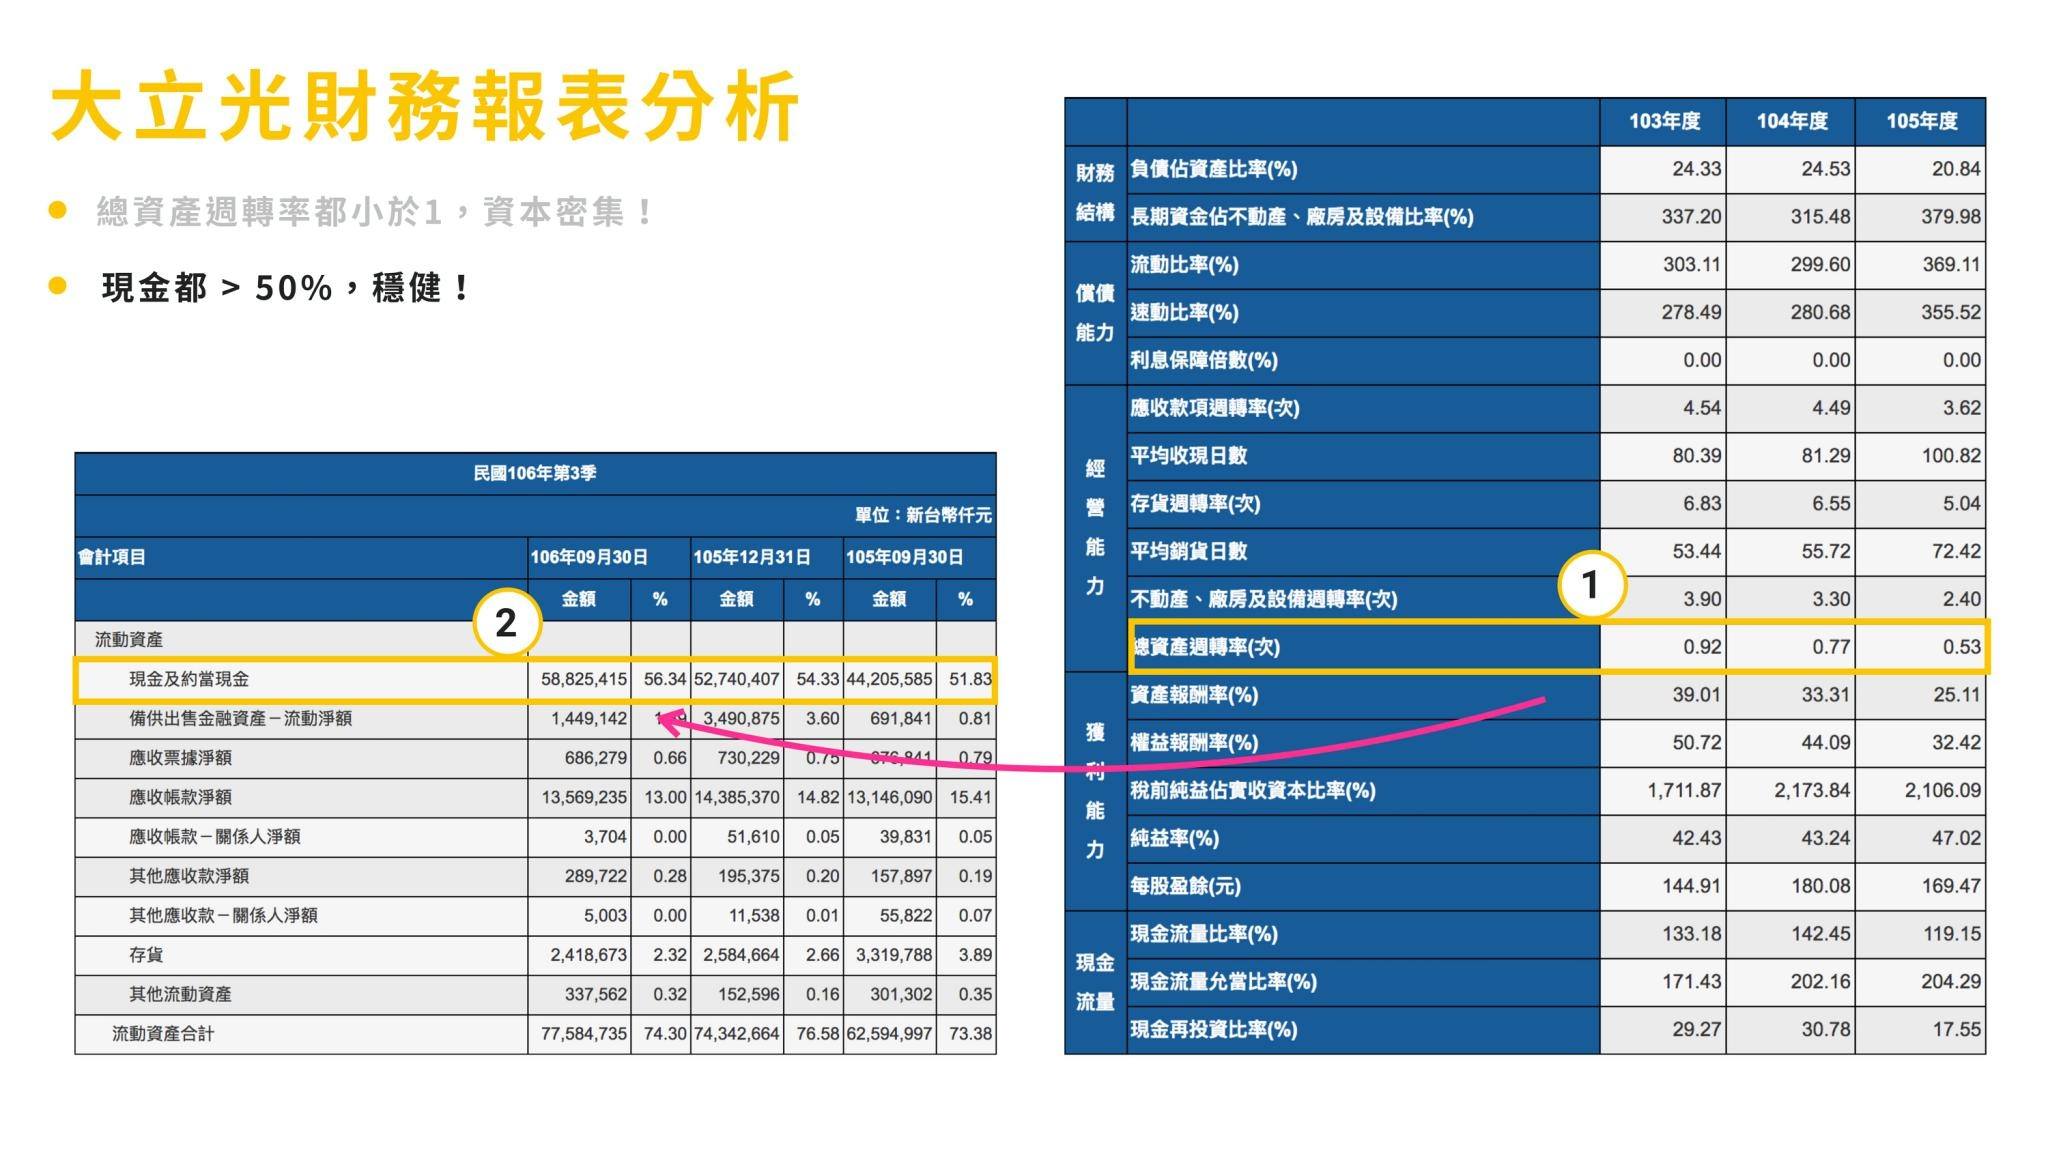 大立光財務報表分析
總資產週轉率都小於1，資本密集！
現金都 > 50%，穩健！
民國106年第3季
單位：新台幣仟元
會計項目 106年09月30日 105年12月31日 105年09月30日
金額 % 金額 % 金額 %
2
流動資產
現金及約當現金 58,825,415 56.34 52,740,407 54.33 44,205,585 51.83
備供出售金融資產－流動淨額 1,449,142 3,490,875 3.60 691,841 0.81
應收票據淨額 686,279 0.66 730,229 0.75 0.79
應收帳款淨額 13,569,235 13.00 14,385,370 14.82 13,146,090 15.41
應收帳款－關係人淨額 3,704 0.00 51,610 0.05 39,831 0.05
其他應收款淨額 289,722 0.28 195,375 0.20 157,897 0.19
其他應收款－關係人淨額 5,003 0.00 11,538 0.01 55,822 0.07
存貨 2,418,673 2.32 2,584,664 2.66 3,319,788 3.89
其他流動資產 337,562 0.32 152,596 0.16 301,302 0.35
流動資產合計 77,584,735 74.30 74,342,664 76.58 62,594,997 73.38
103年度 104年度 105年度
財務結構
負債佔資產比率(%) 24.33 24.53 20.84
長期資金佔不動產、廠房及設備比率(%) 337.20 315.48 379.98
償債能力
流動比率(%) 303.11 299.60 369.11
速動比率(%) 278.49 280.68 355.52
利息保障倍數(%) 0.00 0.00 0.00
經營能力
應收款項週轉率(次) 4.54 4.49 3.62
平均收現日數 80.39 81.29 100.82
存貨週轉率(次) 6.83 6.55 5.04
平均銷貨日數 53.44 55.72 72.42
1
不動產、廠房及設備週轉率(次) 3.90 3.30 2.40
總資產週轉率(次) 0.92 0.77 0.53
獲利能力
資產報酬率(%) 39.01 33.31 25.11
權益報酬率(%) 50.72 44.09 32.42
稅前純益佔實收資本比率(%) 1,711.87 2,173.84 2,106.09
純益率(%) 42.43 43.24 47.02
每股盈餘(元) 144.91 180.08 169.47
現金流量
現金流量比率(%) 133.18 142.45 119.15
現金流量允當比率(%) 171.43 202.16 204.29
現金再投資比率(%) 29.27 30.78 17.55